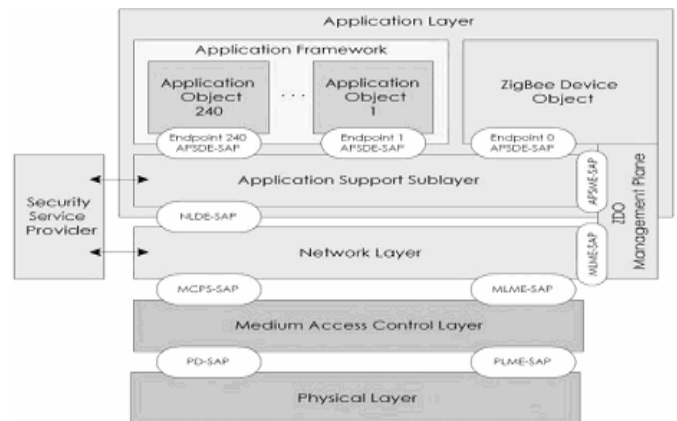 Application Layer
Application Framework
Application
Object
240
. . .
Application
Object
1
ZigBee Device
Object
Endpoint 240
APSDE-SAP
Endpoint 1
APSDE-SAP
Endpoint 0
APSDE-SAP
Security
Service
Provider
Application Support Sublayer
APSME-SAP
ZDO
Management Plane
NLDE-SAP
Network Layer
MLME-SAP
MCPS-SAP
MLME-SAP
Medium Access Control Layer
PD-SAP
PLME-SAP
Physical Layer